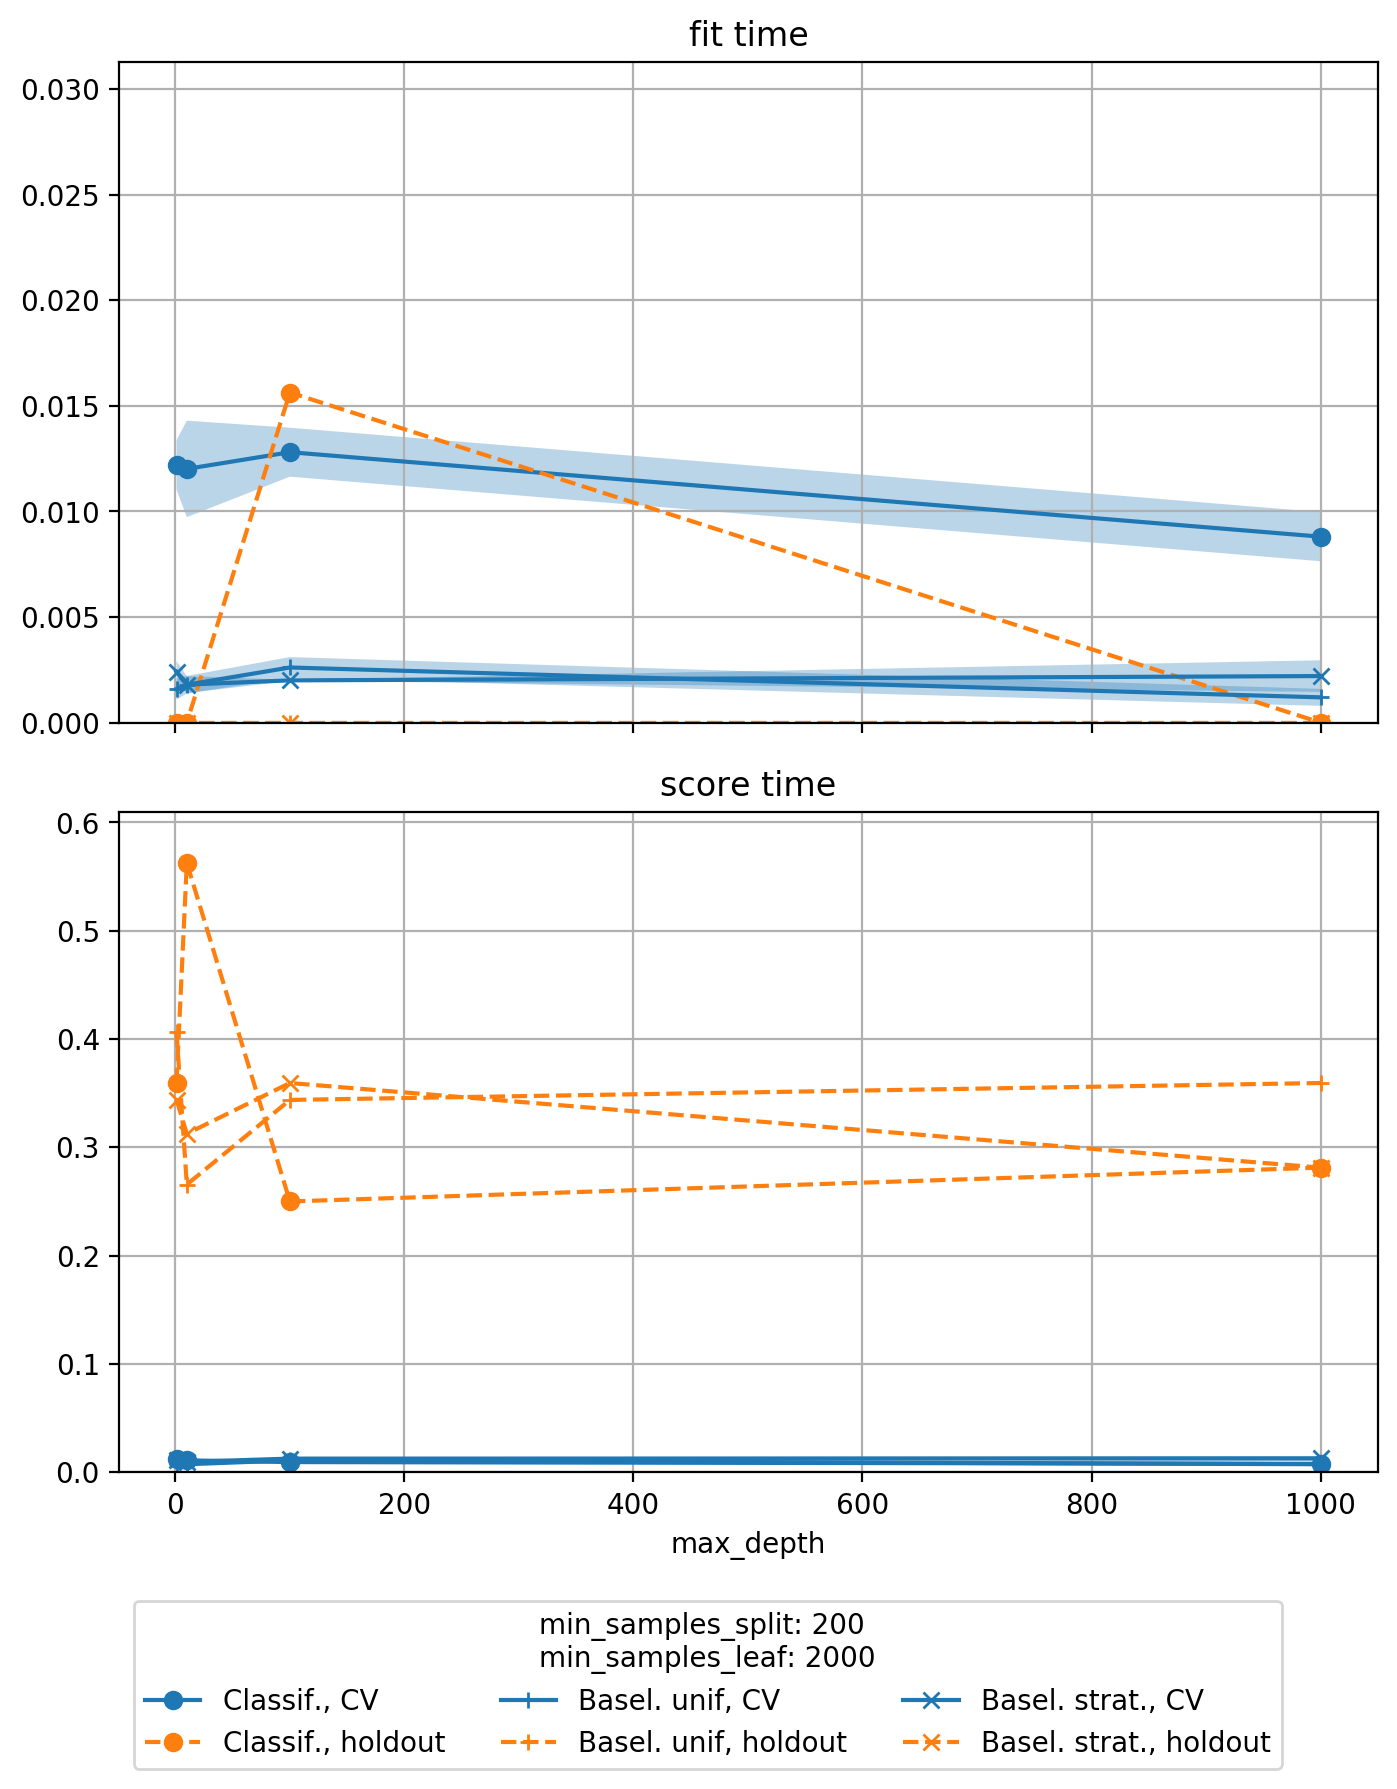 fit time
0.030
0.025
0.020
0.015
0.010
0.005
0.000
score time
0.6
0.5
0.4
0.3
0.2
0.1
0.0
0 200 400 600 800 1000
max_depth
min_samples_split: 200
min_samples_leaf: 2000
Classif., CV Basel. unif, CV Basel. strat., CV
Classif., holdout Basel. unif, holdout Basel. strat., holdout